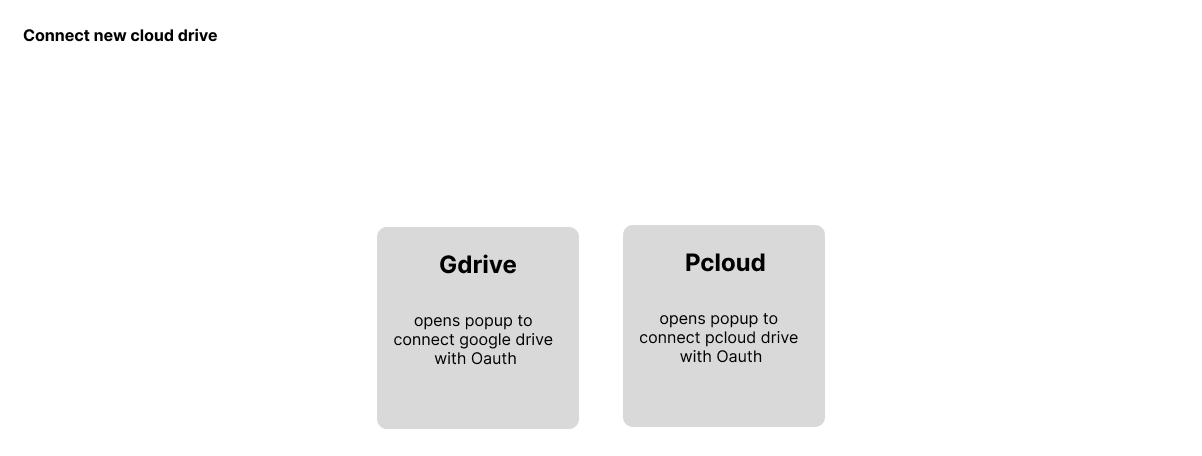 Connect new cloud drive
Gdrive
opens popup to
connect google drive
with Oauth
Pcloud
opens popup to
connect pcloud drive
with Oauth